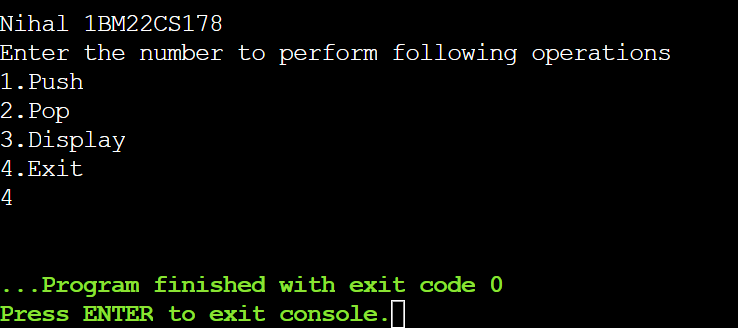 Nihal 1BM22CS178
Enter the number to perform following operations
1.Push
2.Pop
3.Display
4.Exit
4
...Program finished with exit code 0
Press ENTER to exit console.